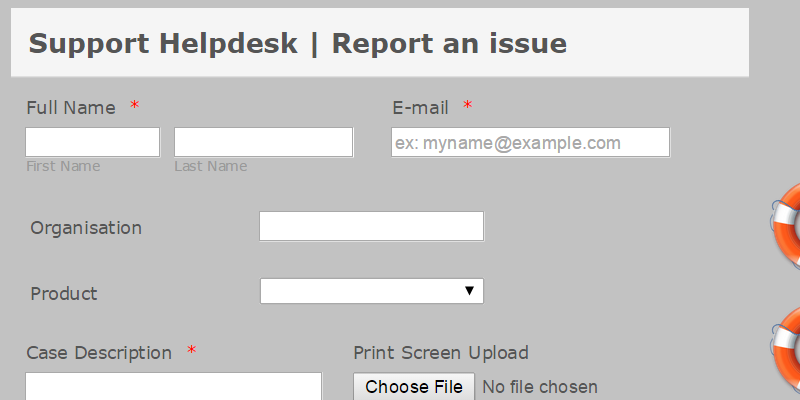 Support Helpdesk | Report an issue
Full Name *
E-mail *
ex: myname@example.com
First Name
Last Name
Organisation
Product
Case Description *
Print Screen Upload
Choose File No file chosen